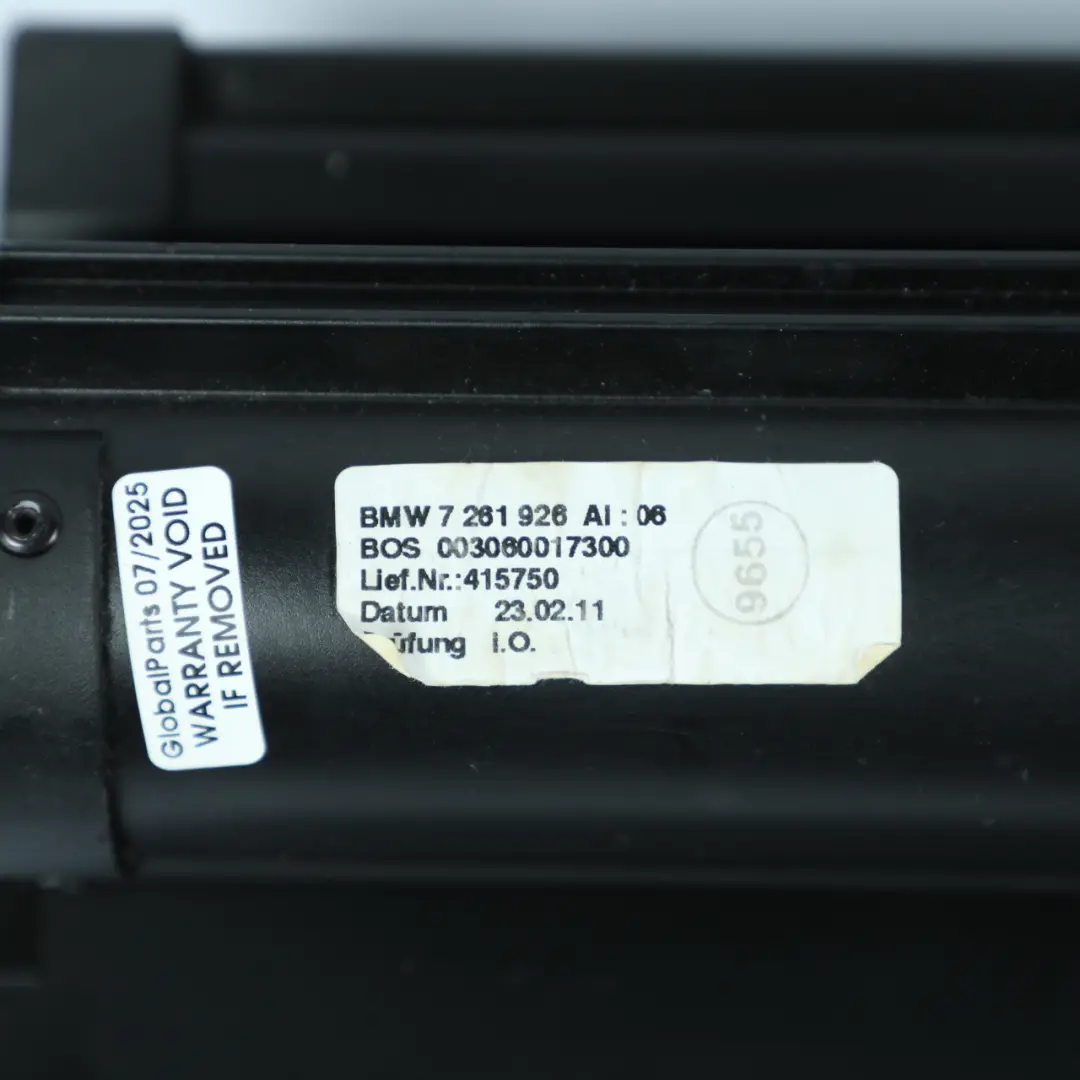 GlobalParts 07/2025
WARRANTY VOID
IF REMOVED
BMW 7 261 926 AI : 06
BOS 003060017300
Lief.Nr.:415750
Datum 23.02.11
Prüfung i.O.
9655